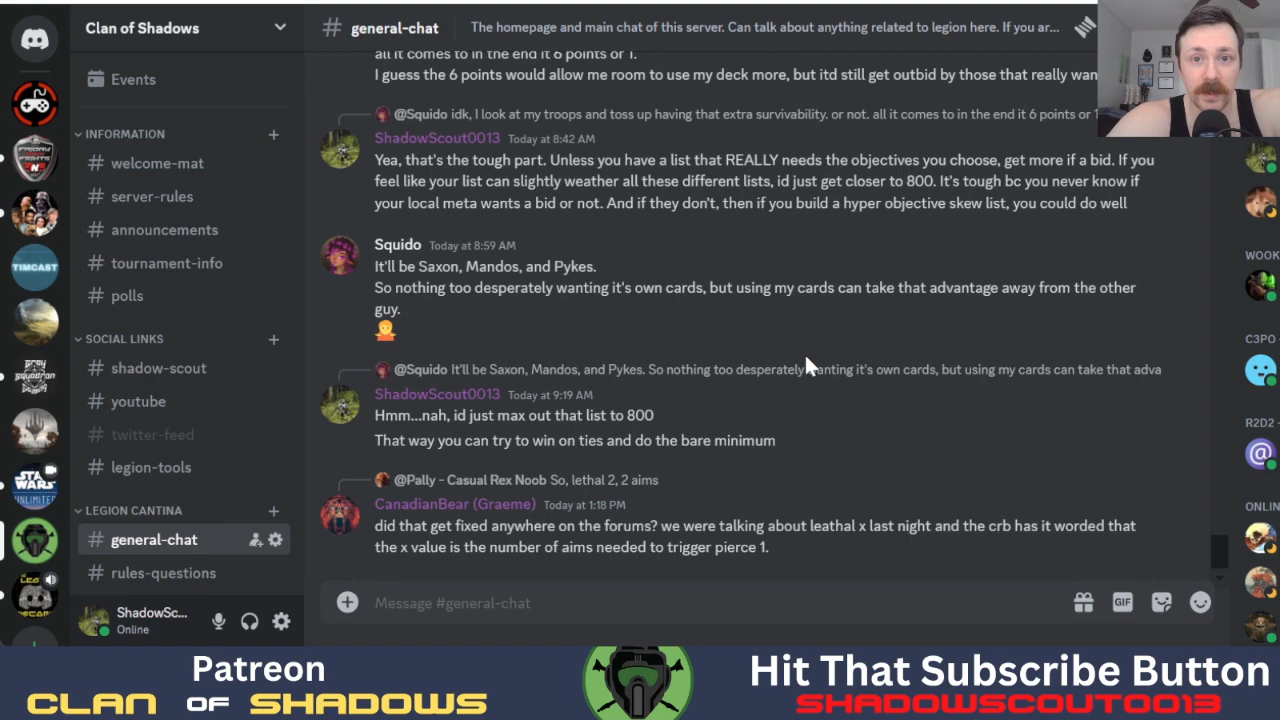 Clan of Shadows
general-chat
The homepage and main chat of this server. Can talk about anything related to legion here. If you ar...
Events
INFORMATION
welcome-mat
server-rules
announcements
tournament-info
polls
SOCIAL LINKS
shadow-scout
youtube
twitter-feed
legion-tools
LEGION CANTINA
general-chat
rules-questions
ShadowSc...
Online
TIMCAST
STAR WARS
UNLIMITED
all it comes to in the end it 6 points or 1.
I guess the 6 points would allow me room to use my deck more, but itd still get outbid by those that really wan
@Squido idk, I look at my troops and toss up having that extra survivability. or not. all it comes to in the end it 6 points or 1
ShadowScout0013 Today at 8:42 AM
Yea, that's the tough part. Unless you have a list that REALLY needs the objectives you choose, get more if a bid. If you
feel like your list can slightly weather all these different lists, id just get closer to 800. It's tough bc you never know if
your local meta wants a bid or not. And if they don't, then if you build a hyper objective skew list, you could do well
Squido Today at 8:59 AM
It'll be Saxon, Mandos, and Pykes.
So nothing too desperately wanting it's own cards, but using my cards can take that advantage away from the other
guy.
@Squido It'll be Saxon, Mandos, and Pykes. So nothing too desperately wanting it's own cards, but using my cards can take that adva
ShadowScout0013 Today at 9:19 AM
Hmm...nah, id just max out that list to 800
That way you can try to win on ties and do the bare minimum
@Pally - Casual Rex Noob So, lethal 2, 2 aims
CanadianBear (Graeme) Today at 1:18 PM
did that get fixed anywhere on the forums? we were talking about leathal x last night and the crb has it worded that
the x value is the number of aims needed to trigger pierce 1.
Message #general-chat
GIF
WOOK
C3PO
R2D2
ONLIN
Patreon
CLAN OF SHADOWS
Hit That Subscribe Button
SHADOWSCOUT0013